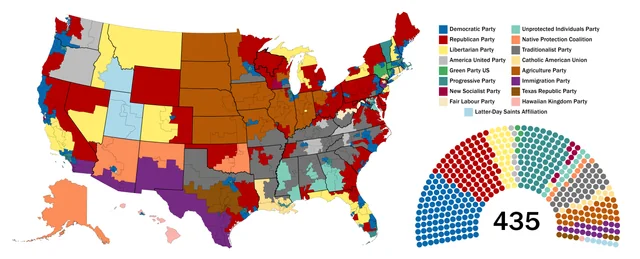 Democratic Party
Republican Party
Libertarian Party
America United Party
Green Party US
Progressive Party
New Socialist Party
Fair Labour Party
Unprotected Individuals Party
Native Protection Coalition
Traditionalist Party
Catholic American Union
Agriculture Party
Immigration Party
Texas Republic Party
Hawaiian Kingdom Party
Latter-Day Saints Affiliation
435